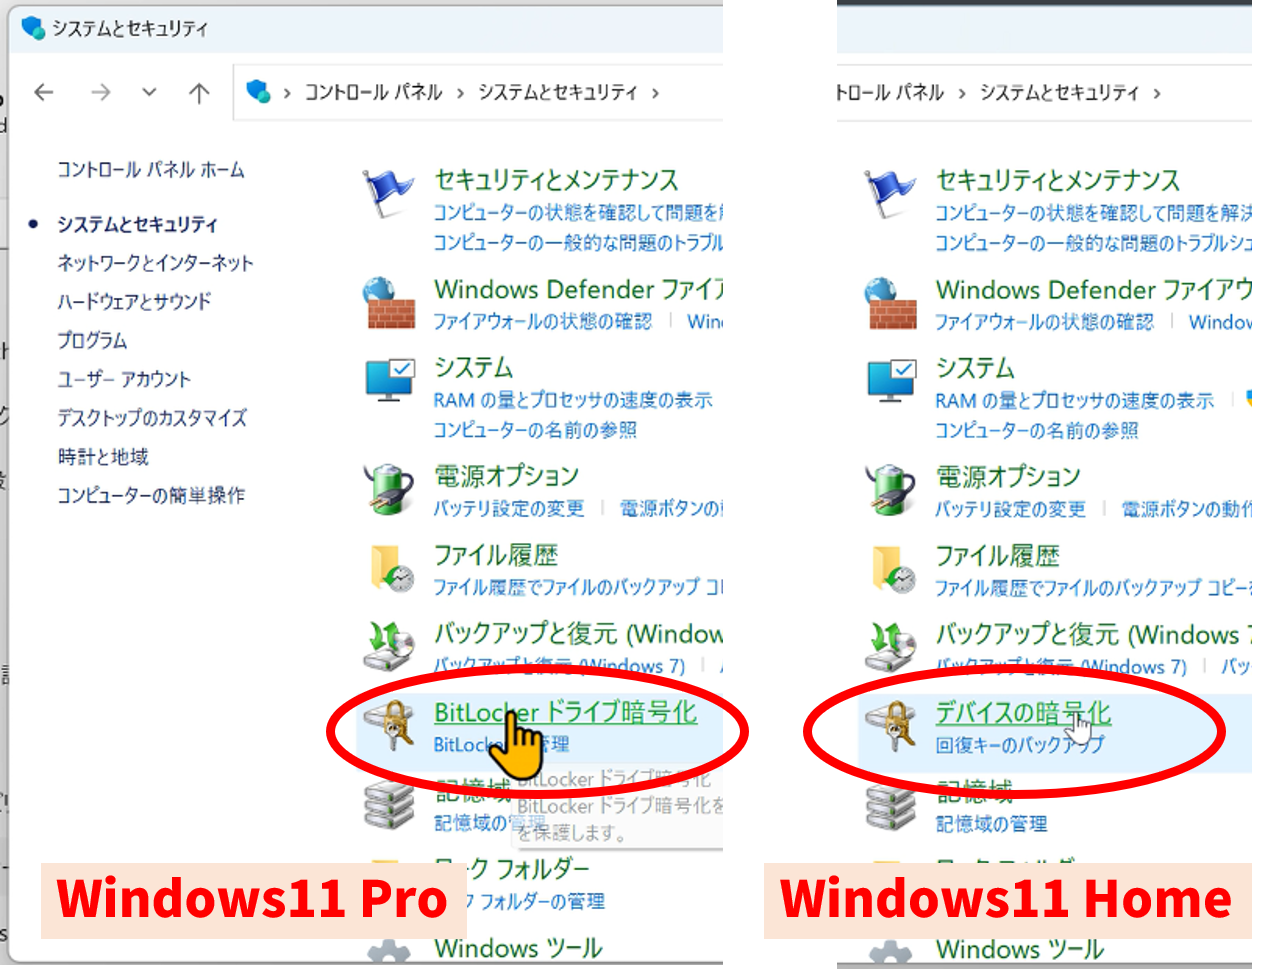 システムとセキュリティ
コントロール パネル › システムとセキュリティ ›
コントロール パネル ホーム
システムとセキュリティ
ネットワークとインターネット
ハードウェアとサウンド
プログラム
ユーザー アカウント
デスクトップのカスタマイズ
時計と地域
コンピューターの簡単操作
セキュリティとメンテナンス
コンピューターの状態を確認して問題を
コンピューターの一般的な問題のトラブル
Windows Defender ファイア
ファイアウォールの状態の確認 | Win
システム
RAM の量とプロセッサの速度の表示
コンピューターの名前の参照
電源オプション
バッテリ設定の変更 | 電源ボタンの
ファイル履歴
ファイル履歴でファイルのバックアップ コ
バックアップと復元 (Window
バックアップと復元 (Windows 7)
BitLocker ドライブ暗号化
BitLocke 管理
BitLocker ドライブ暗号化
BitLocker ドライブ暗号化を
を保護します。
記憶域
記憶域の管理
ーク フォルダー
フォルダーの管理
Windows ツール
Windows11 Pro
トロール パネル › システムとセキュリティ ›
セキュリティとメンテナンス
コンピューターの状態を確認して問題を解決
コンピューターの一般的な問題のトラブルシュ
Windows Defender ファイアウ
ファイアウォールの状態の確認 | Window
システム
RAM の量とプロセッサの速度の表示
コンピューターの名前の参照
電源オプション
バッテリ設定の変更 | 電源ボタンの動作
ファイル履歴
ファイル履歴でファイルのバックアップ コピーを
バックアップと復元 (Windows 7
バックアップと復元 (Windows 7) | バッ
デバイスの暗号化
回復キーのバックアップ
記憶域
記憶域の管理
Windows ツール
Windows11 Home